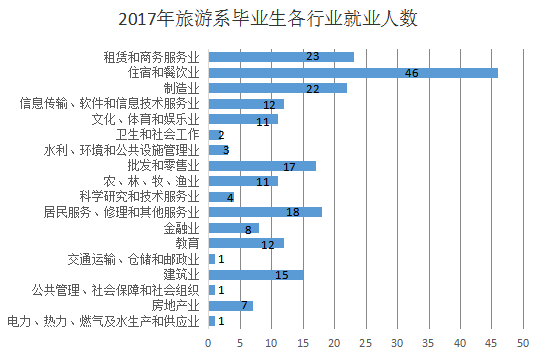 2017年旅游系毕业生各行业就业人数
租赁和商务服务业 23
住宿和餐饮业 46
制造业 22
信息传输、软件和信息技术服务业 12
文化、体育和娱乐业 11
卫生和社会工作 2
水利、环境和公共设施管理业 3
批发和零售业 17
农、林、牧、渔业 11
科学研究和技术服务业 4
居民服务、修理和其他服务业 18
金融业 8
教育 12
交通运输、仓储和邮政业 1
建筑业 15
公共管理、社会保障和社会组织 1
房地产业 7
电力、热力、燃气及水生产和供应业 1
0 5 10 15 20 25 30 35 40 45 50